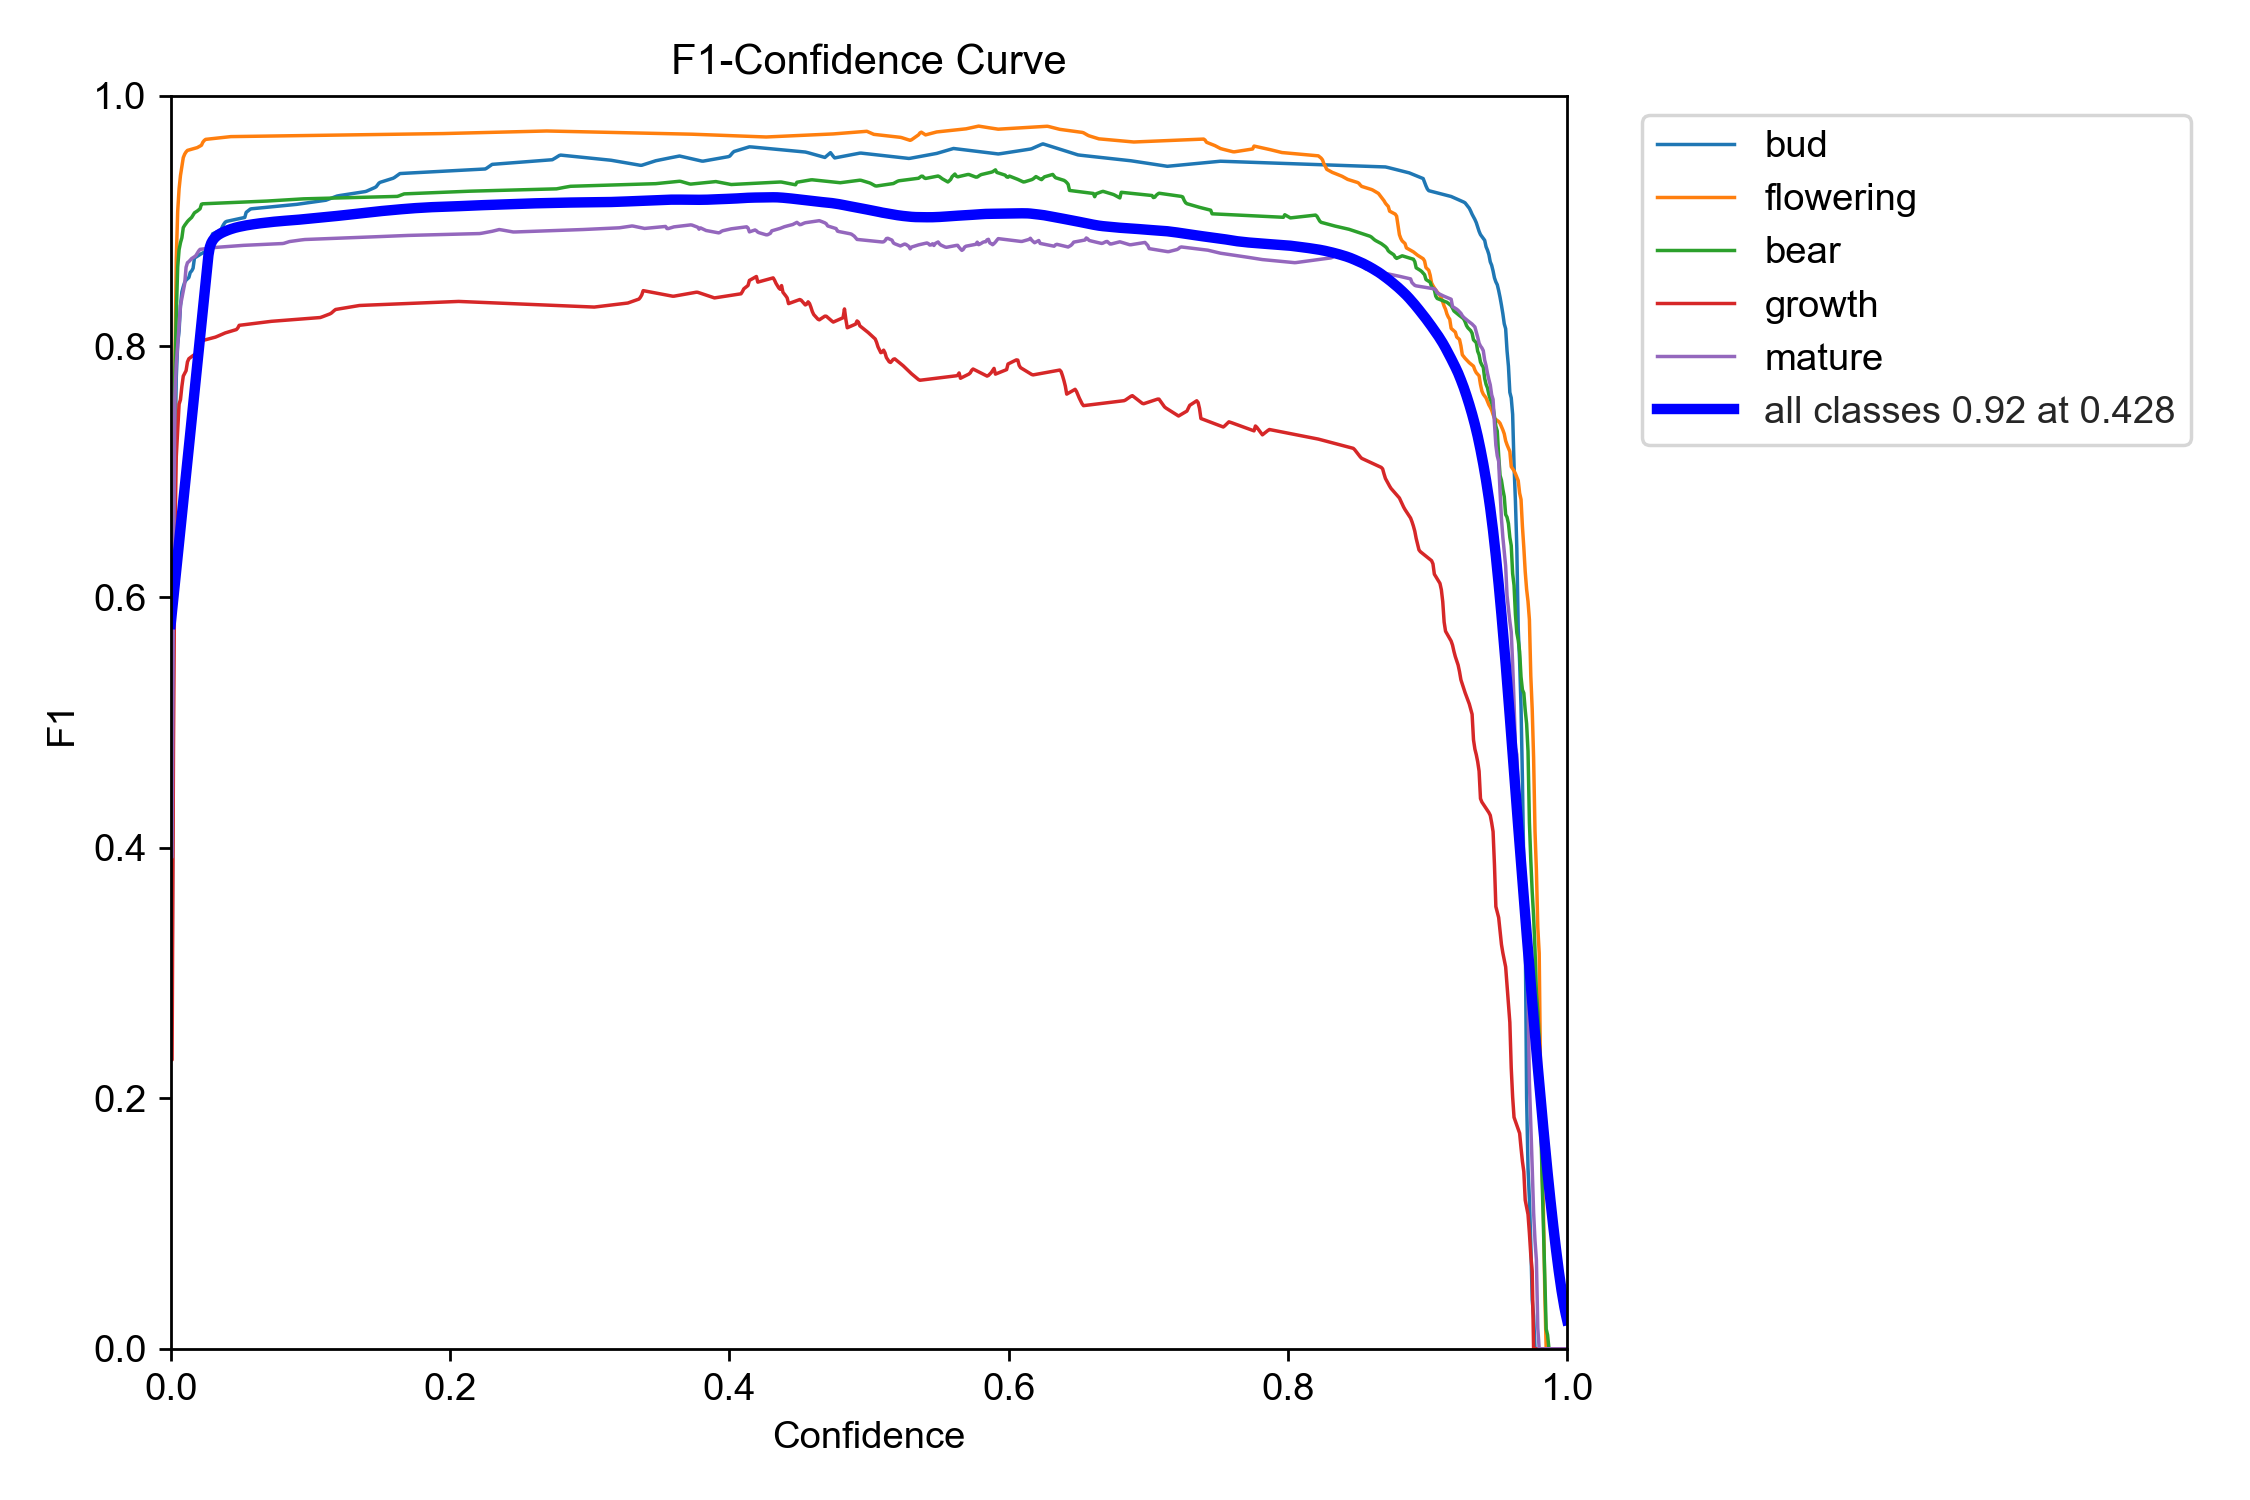 F1-Confidence Curve
1.0
0.8
0.6
0.4
0.2
0.0
F1
0.0 0.2 0.4 0.6 0.8 1.0
Confidence
bud
flowering
bear
growth
mature
all classes 0.92 at 0.428